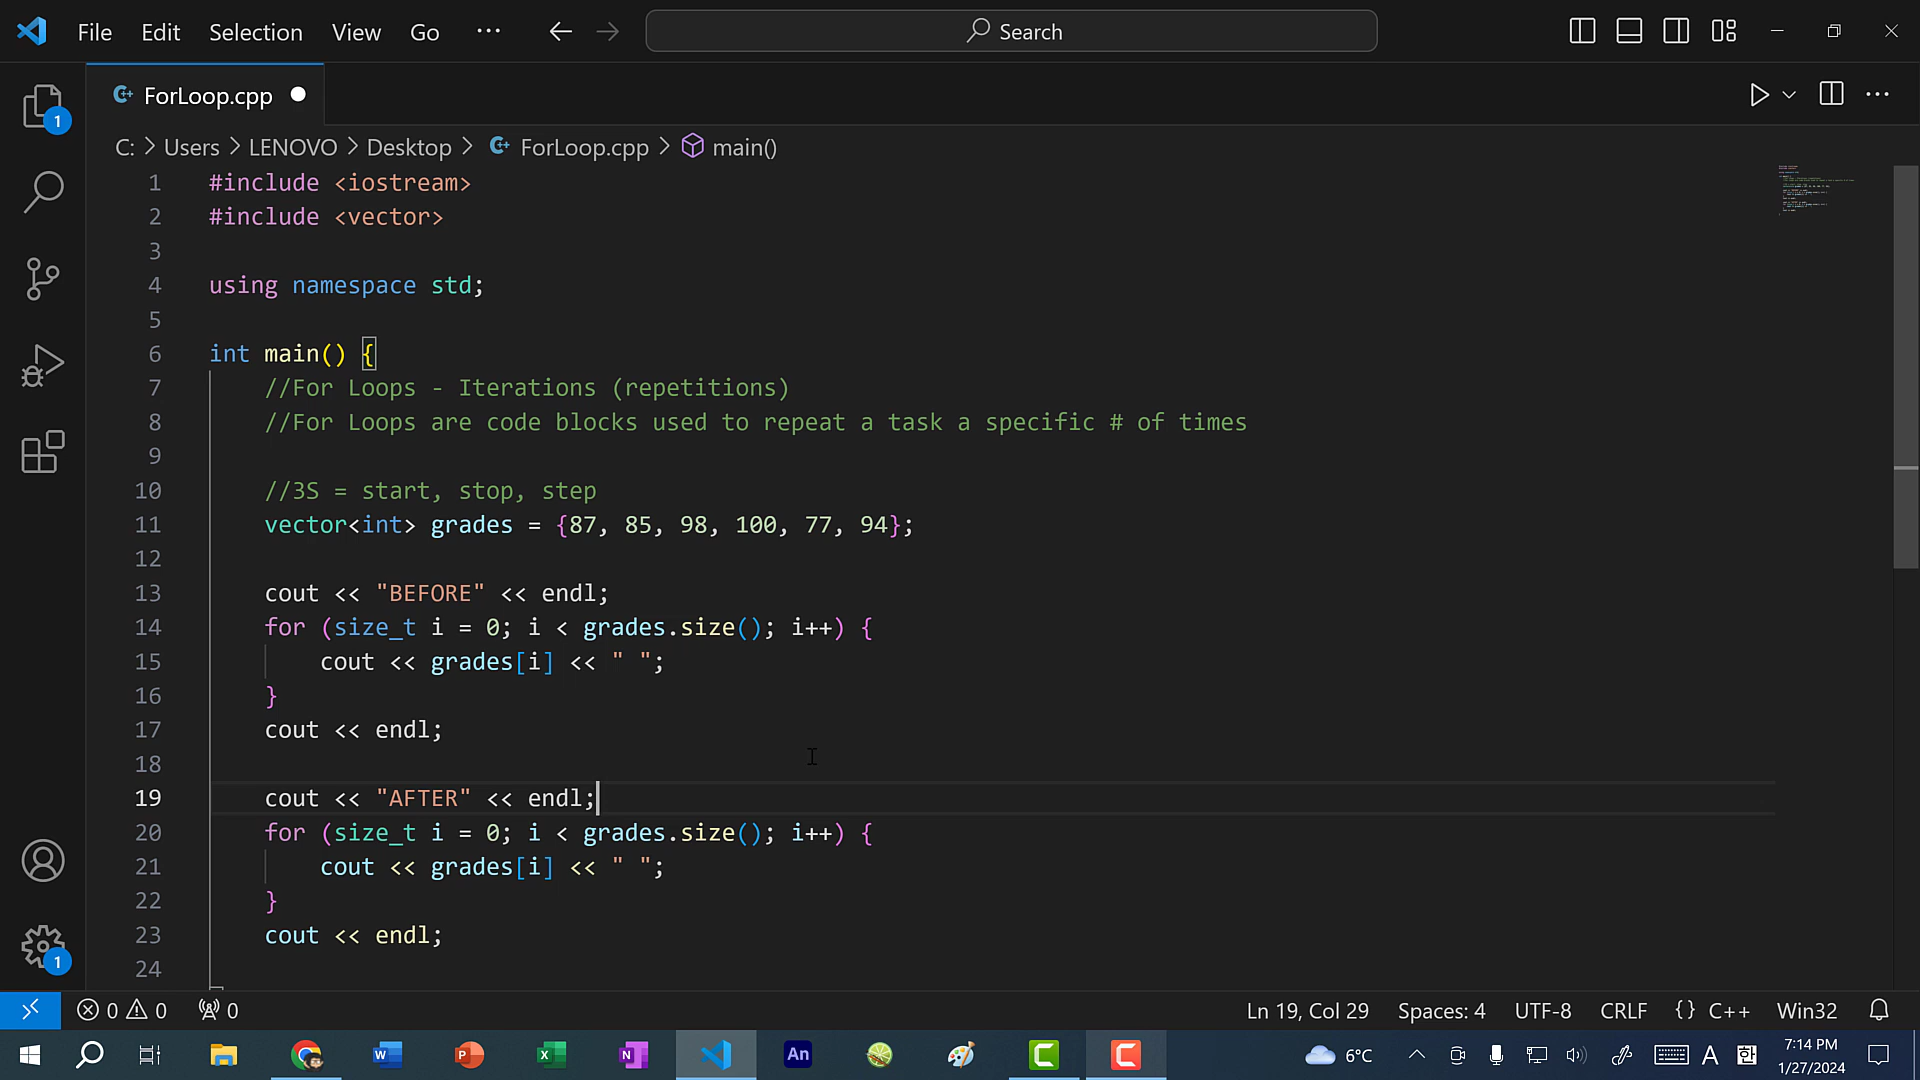 File Edit Selection View Go ··· Search
ForLoop.cpp
C: > Users > LENOVO > Desktop > ForLoop.cpp > main()
1 #include <iostream>
2 #include <vector>
3
4 using namespace std;
5
6 int main() {
7 //For Loops - Iterations (repetitions)
8 //For Loops are code blocks used to repeat a task a specific # of times
9
10 //3S = start, stop, step
11 vector<int> grades = {87, 85, 98, 100, 77, 94};
12
13 cout << "BEFORE" << endl;
14 for (size_t i = 0; i < grades.size(); i++) {
15 cout << grades[i] << " ";
16 }
17 cout << endl;
18
19 cout << "AFTER" << endl;
20 for (size_t i = 0; i < grades.size(); i++) {
21 cout << grades[i] << " ";
22 }
23 cout << endl;
24
1
1
0 0 0 Ln 19, Col 29 Spaces: 4 UTF-8 CRLF {} C++ Win32
W P X N An 6°C A 한 7:14 PM
1/27/2024